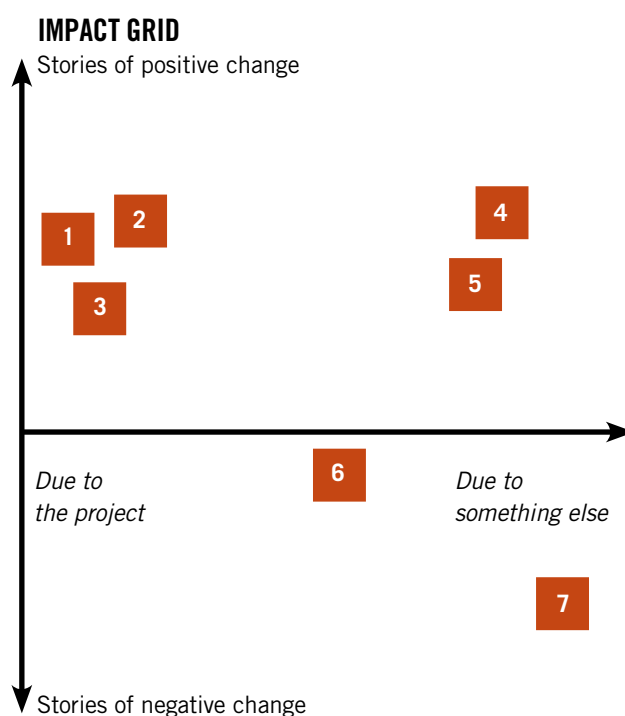 IMPACT GRID
Stories of positive change
4
2
1
5
3
6
Due to
the project
Due to
something else
7
Stories of negative change